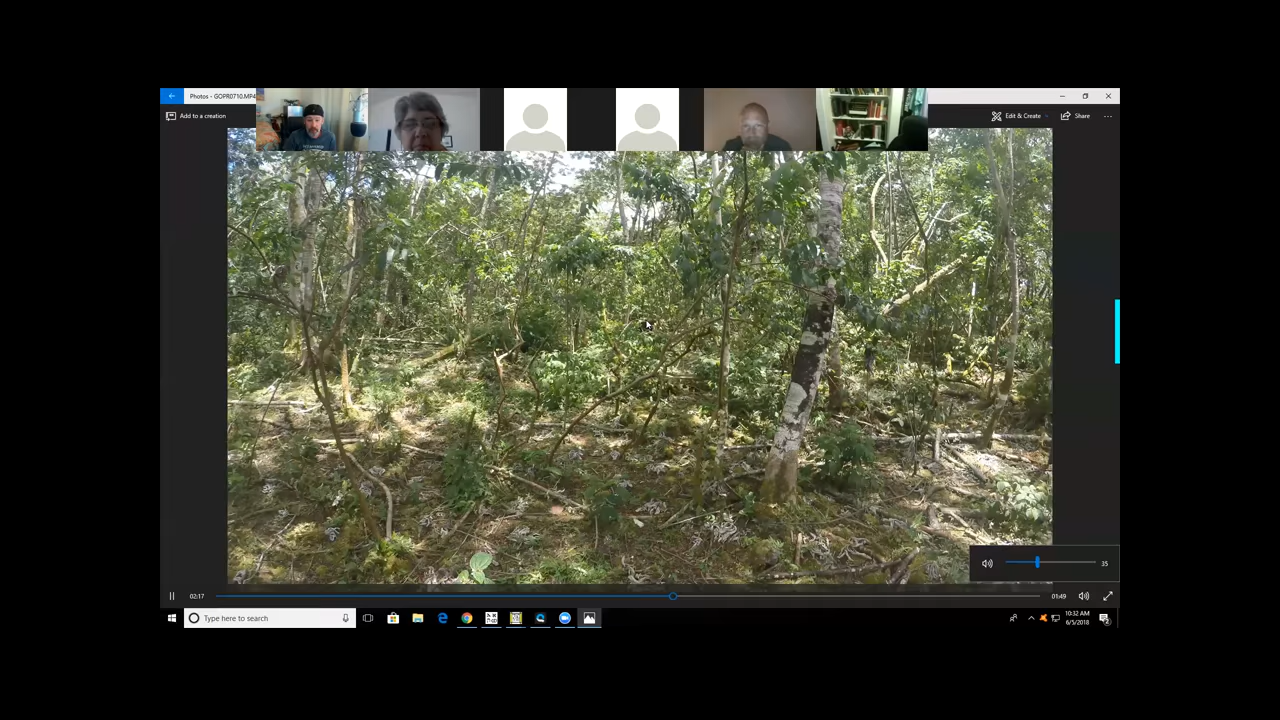 Photos - GOPR0710.MP4
Add to a creation
Edit & Create
Share
35
02:17
01:49
Type here to search
10:32 AM
6/5/2018